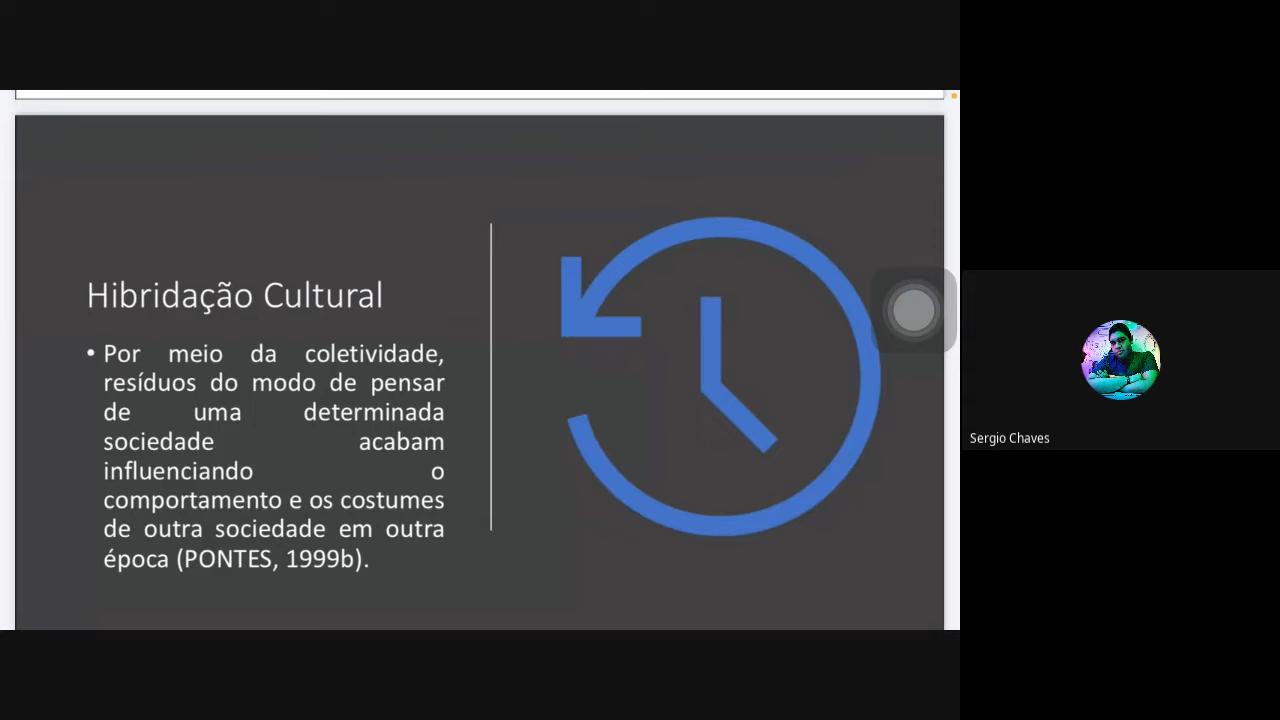 Hibridação Cultural
• Por meio da coletividade,
resíduos do modo de pensar
de uma determinada
sociedade acabam
influenciando o
comportamento e os costumes
de outra sociedade em outra
época (PONTES, 1999b).
Sergio Chaves